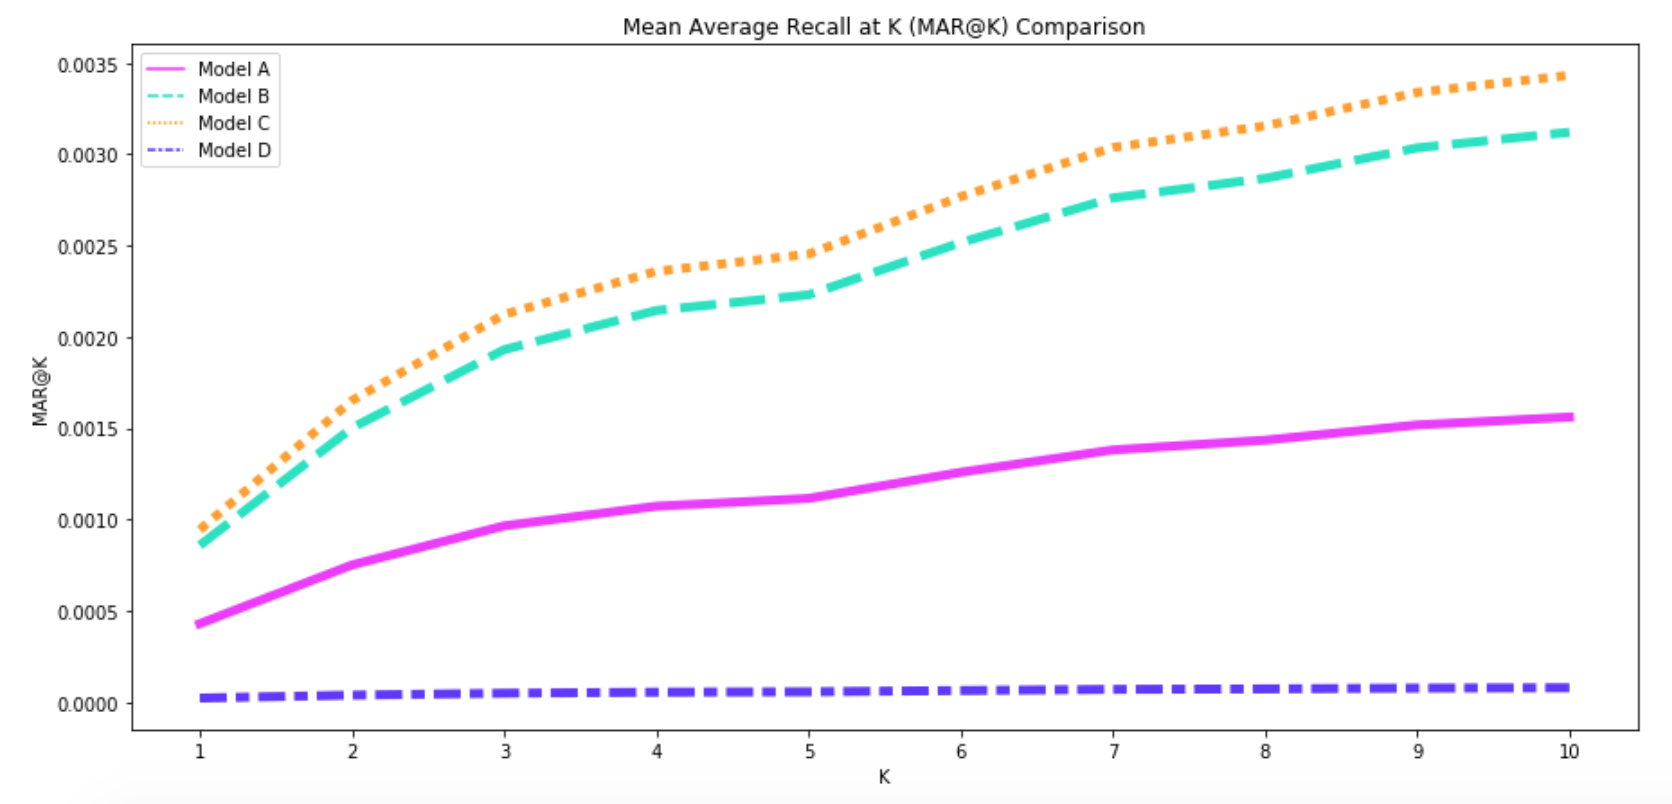 Mean Average Recall at K (MAR@K) Comparison
Model A
Model B
Model C
Model D
0.0035
0.0030
0.0025
0.0020
0.0015
0.0010
0.0005
0.0000
MAR@K
1 2 3 4 5 6 7 8 9 10
K